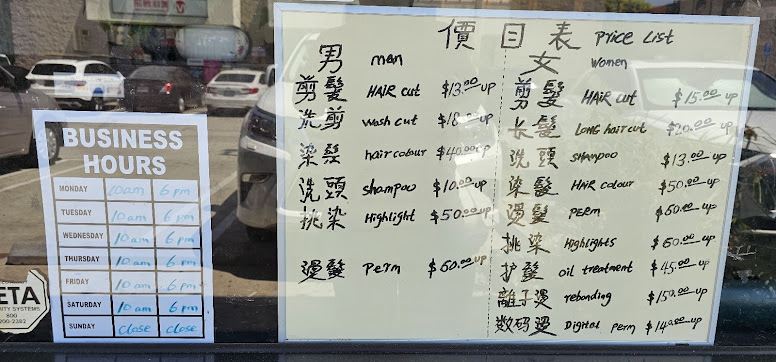 價目表 Price List
男 men
剪髮 HAIR cut $13.00 up
洗剪 wash cut $18.00 up
染髮 hair colour $40.00 up
洗頭 shampoo $10.00 up
挑染 Highlight $50.00 up
燙髮 Perm $60.00 up
女 women
剪髮 HAIR cut $15.00 up
长髮 LONG hair cut $20.00 up
洗頭 SHAMPOO $13.00 up
染髮 HAIR colour $50.00 up
燙髮 PERM $60.00 up
挑染 Highlights $60.00 up
护髮 oil treatment $45.00 up
離子燙 rebonding $150.00 up
数码燙 Digital perm $140.00 up
BUSINESS
HOURS
MONDAY 10am 6pm
TUESDAY 10am 6pm
WEDNESDAY 10am 6pm
THURSDAY 10am 6pm
FRIDAY 10am 6pm
SATURDAY 10am 6pm
SUNDAY close close
ETA
800